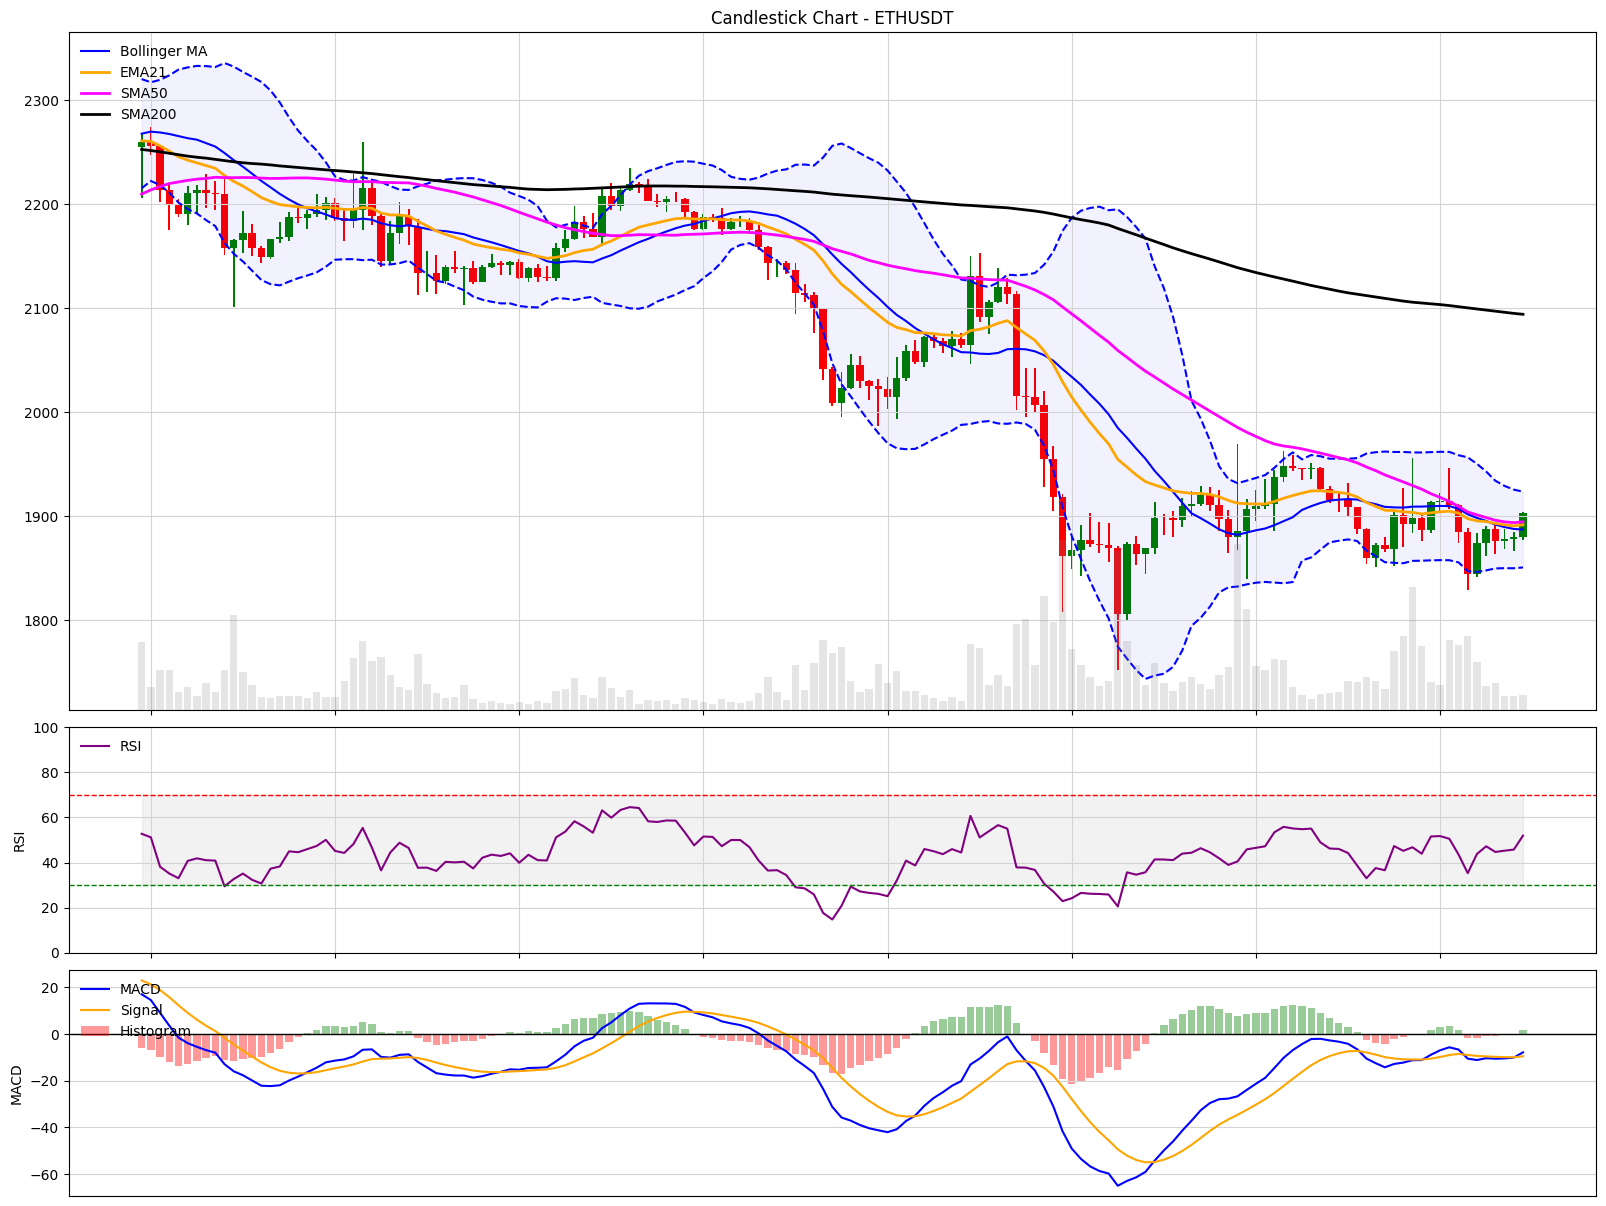 Candlestick Chart - ETHUSDT
Bollinger MA
EMA21
SMA50
SMA200
2300
2200
2100
2000
1900
1800
RSI
100
80
60
40
20
0
RSI
MACD
Signal
Histogram
20
0
−20
−40
−60
MACD